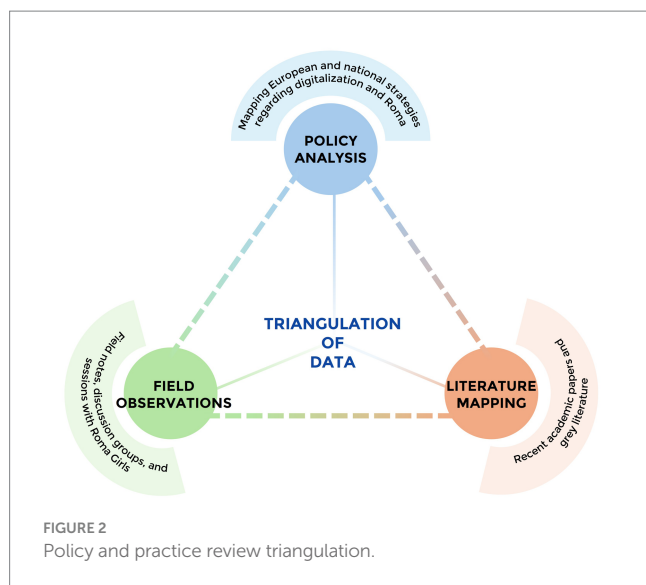 Mapping European and national strategies
regarding digitalization and Roma
POLICY
ANALYSIS
TRIANGULATION
OF
DATA
Field notes, discussion groups, and
sessions with Roma Girls
FIELD
OBSERVATIONS
LITERATURE
MAPPING
Recent academic papers and
grey literature
FIGURE 2
Policy and practice review triangulation.